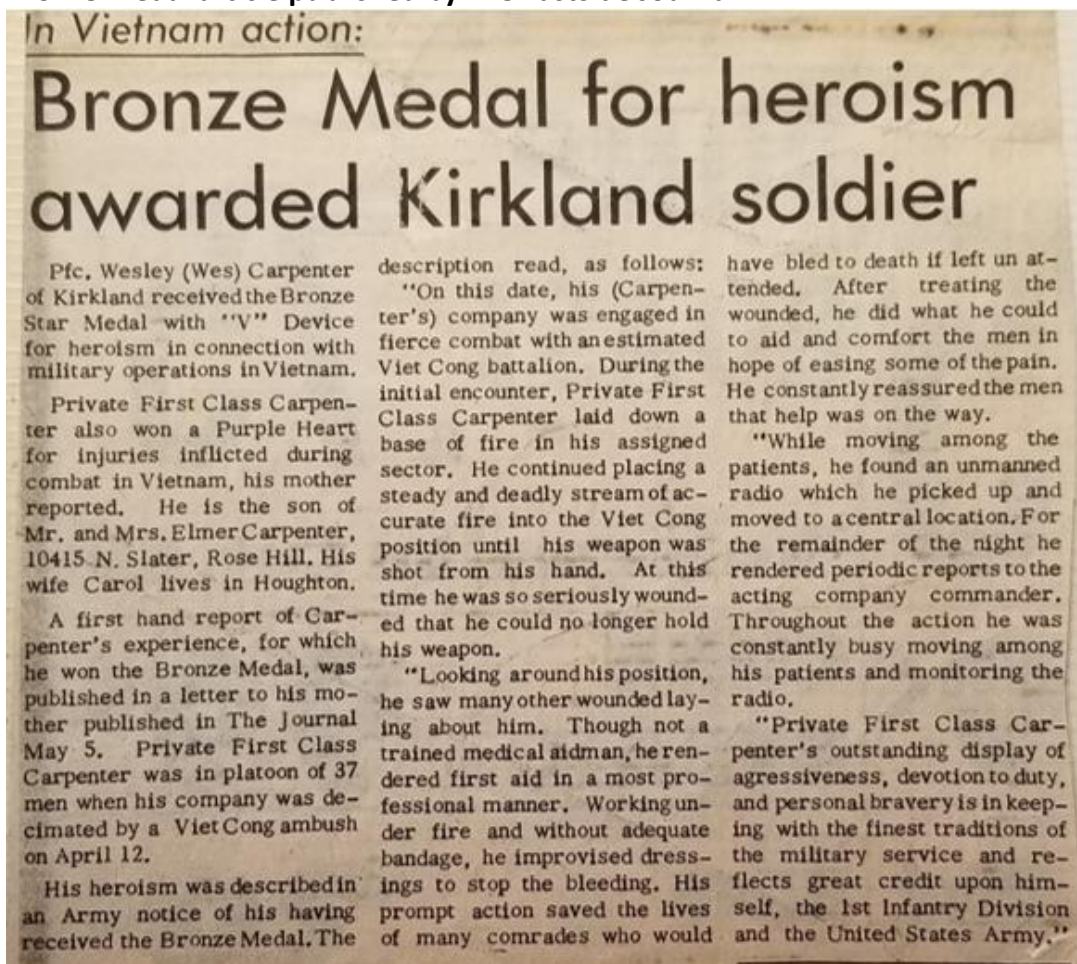 In Vietnam action:
Bronze Medal for heroism
awarded Kirkland soldier
Pfc. Wesley (Wes) Carpenter
of Kirkland received the Bronze
Star Medal with "V" Device
for heroism in connection with
military operations in Vietnam.
Private First Class Carpen-
ter also won a Purple Heart
for injuries inflicted during
combat in Vietnam, his mother
reported. He is the son of
Mr. and Mrs. Elmer Carpenter,
10415 N. Slater, Rose Hill. His
wife Carol lives in Houghton.
A first hand report of Car-
penter's experience, for which
he won the Bronze Medal, was
published in a letter to his mo-
ther published in The Journal
May 5. Private First Class
Carpenter was in platoon of 37
men when his company was de-
cimated by a Viet Cong ambush
on April 12.
His heroism was described in
an Army notice of his having
received the Bronze Medal. The
description read, as follows:
"On this date, his (Carpen-
ter's) company was engaged in
fierce combat with an estimated
Viet Cong battalion. During the
initial encounter, Private First
Class Carpenter laid down a
base of fire in his assigned
sector. He continued placing a
steady and deadly stream of ac-
curate fire into the Viet Cong
position until his weapon was
shot from his hand. At this
time he was so seriously wound-
ed that he could no longer hold
his weapon.
"Looking around his position,
he saw many other wounded lay-
ing about him. Though not a
trained medical aidman, he ren-
dered first aid in a most pro-
fessional manner. Working un-
der fire and without adequate
bandage, he improvised dress-
ings to stop the bleeding. His
prompt action saved the lives
of many comrades who would
have bled to death if left un at-
tended. After treating the
wounded, he did what he could
to aid and comfort the men in
hope of easing some of the pain.
He constantly reassured the men
that help was on the way.
"While moving among the
patients, he found an unmanned
radio which he picked up and
moved to a central location. For
the remainder of the night he
rendered periodic reports to the
acting company commander.
Throughout the action he was
constantly busy moving among
his patients and monitoring the
radio.
"Private First Class Car-
penter's outstanding display of
agressiveness, devotion to duty,
and personal bravery is in keep-
ing with the finest traditions of
the military service and re-
flects great credit upon him-
self, the 1st Infantry Division
and the United States Army."